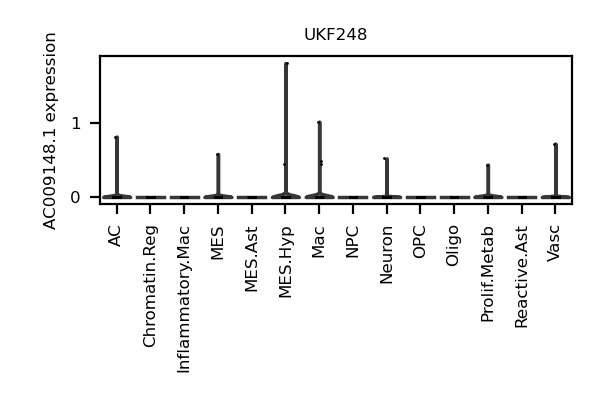 UKF248
AC009148.1 expression
1
0
AC
Chromatin.Reg
Inflammatory.Mac
MES
MES.Ast
MES.Hyp
Mac
NPC
Neuron
OPC
Oligo
Prolif.Metab
Reactive.Ast
Vasc